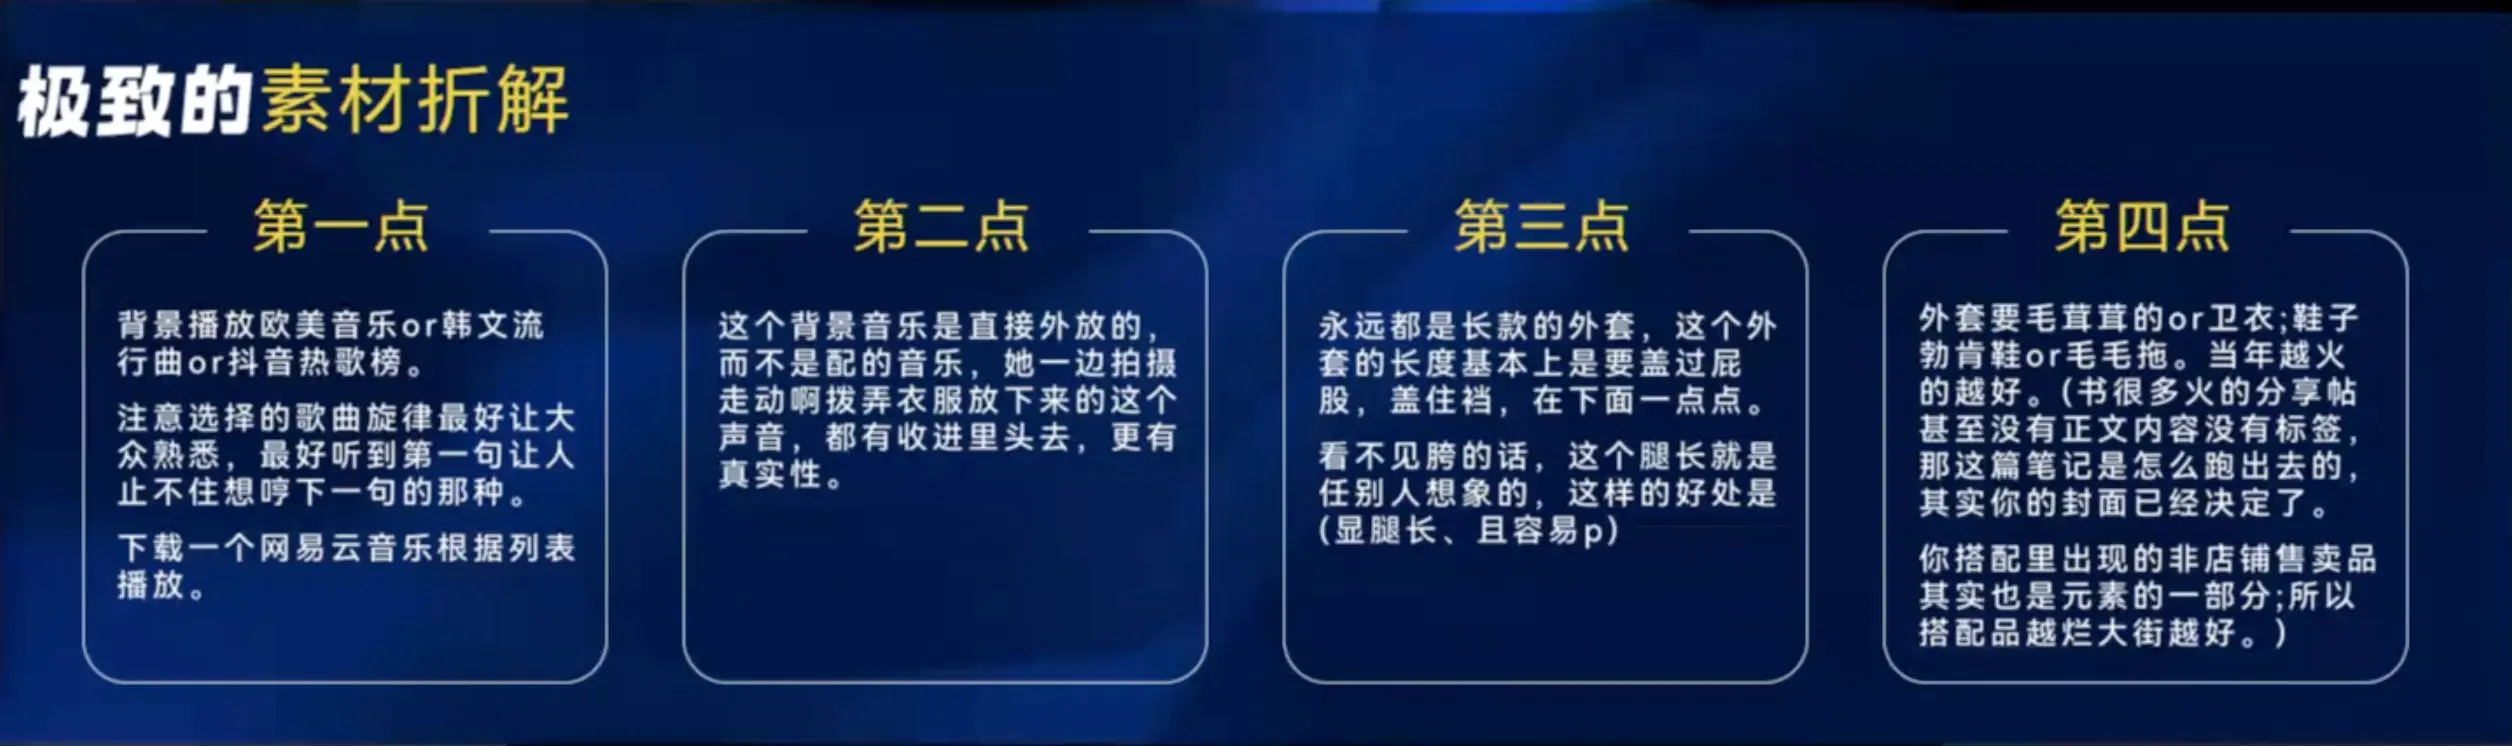 极致的素材折解
第一点
背景播放欧美音乐or韩文流
行曲or抖音热歌榜。
注意选择的歌曲旋律最好让大
众熟悉，最好听到第一句让人
止不住想哼下一句的那种。
下载一个网易云音乐根据列表
播放。
第二点
这个背景音乐是直接外放的，
而不是配的音乐，她一边拍摄
走动啊拨弄衣服放下来的这个
声音，都有收进里头去，更有
真实性。
第三点
永远都是长款的外套，这个外
套的长度基本上是要盖过屁
股，盖住裆，在下面一点点。
看不见胯的话，这个腿长就是
任别人想象的，这样的好处是
(显腿长、且容易p)
第四点
外套要毛茸茸的or卫衣;鞋子
勃肯鞋or毛毛拖。当年越火
的越好。(书很多火的分享帖
甚至没有正文内容没有标签，
那这篇笔记是怎么跑出去的，
其实你的封面已经决定了。
你搭配里出现的非店铺售卖品
其实也是元素的一部分;所以
搭配品越烂大街越好。)